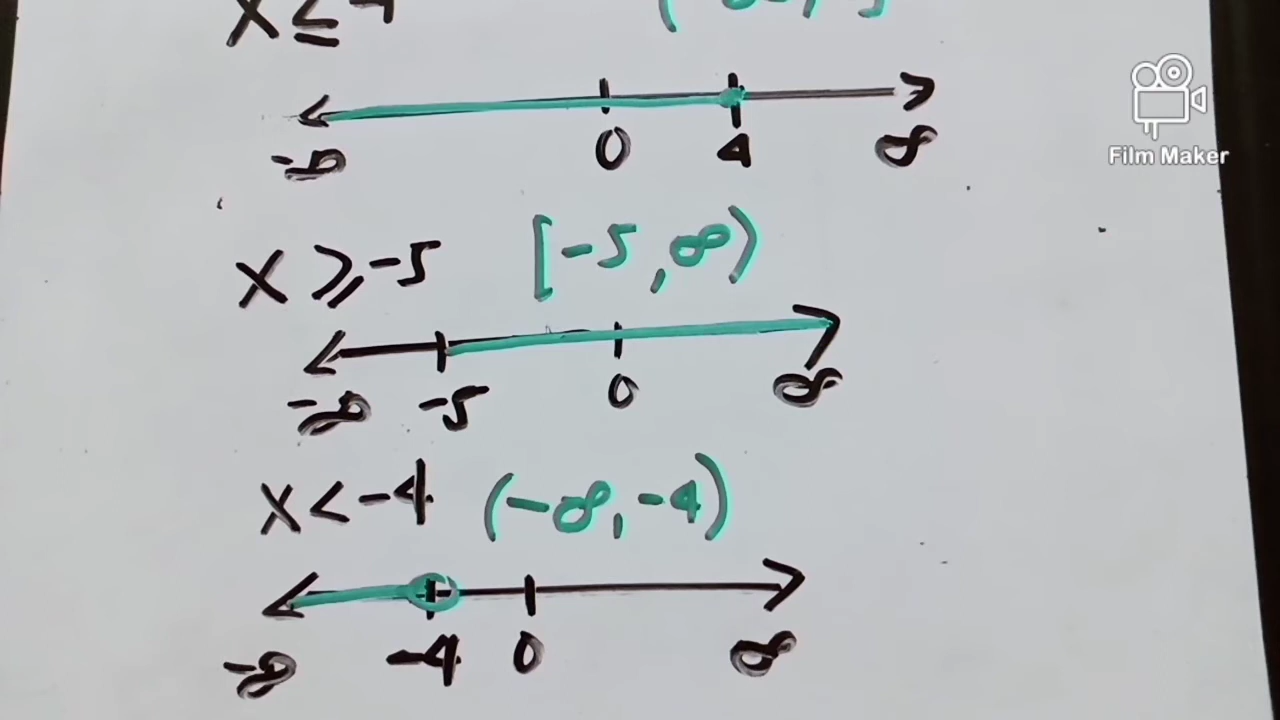 x ≤ 4
-∞ 0 4 ∞
x ≥ -5 [-5, ∞)
-∞ -5 0 ∞
x < -4 (-∞, -4)
-∞ -4 0 ∞
Film Maker